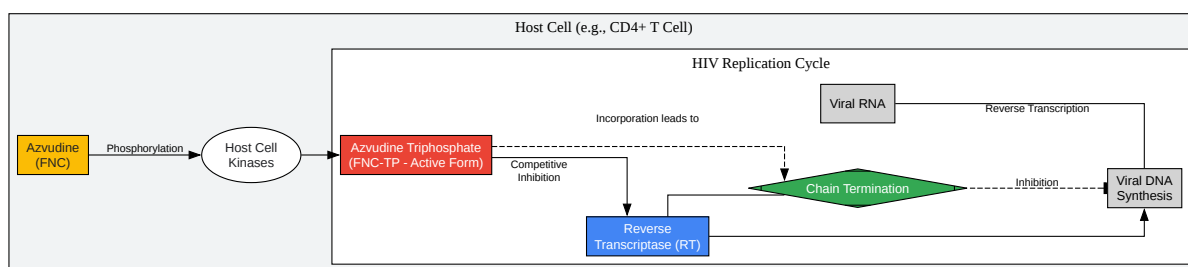 Host Cell (e.g., CD4+ T Cell)
HIV Replication Cycle
Viral RNA
Reverse Transcription
Incorporation leads to
Azvudine
(FNC)
Phosphorylation
Host Cell
Kinases
Azvudine Triphosphate
(FNC-TP - Active Form)
Competitive
Inhibition
Chain Termination
Inhibition
Viral DNA
Synthesis
Reverse
Transcriptase (RT)